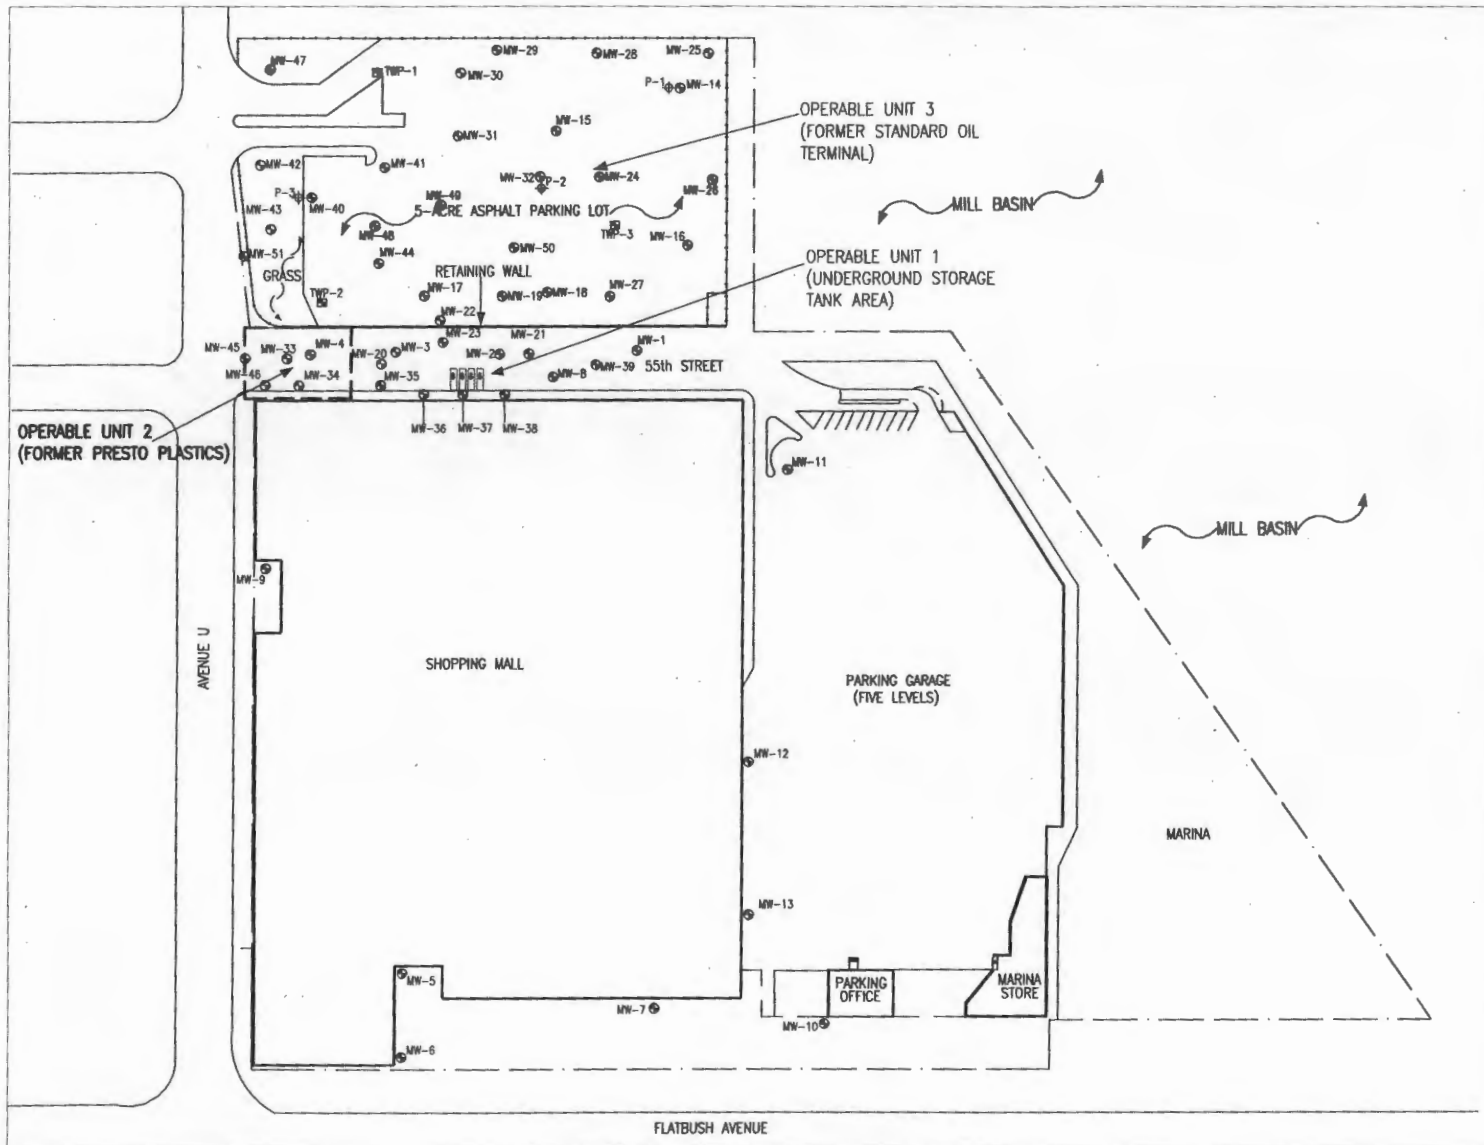 MW-29
MW-28
MW-25
MW-47
TWP-1
MW-30
P-1
MW-14
OPERABLE UNIT 3
(FORMER STANDARD OIL
TERMINAL)
MW-15
MW-31
MW-42
MW-41
MW-32
P-2
MW-24
MW-26
P-3
MW-40
MW-49
MILL BASIN
MW-43
5-ACRE ASPHALT PARKING LOT
MW-48
TWP-3
MW-16
MW-50
MW-51
MW-44
OPERABLE UNIT 1
(UNDERGROUND STORAGE
TANK AREA)
GRASS
RETAINING WALL
TWP-2
MW-17
MW-19
MW-18
MW-27
MW-22
MW-23
MW-21
MW-45
MW-33
MW-4
MW-20
MW-3
MW-2
MW-1
MW-39
55th STREET
MW-46
MW-34
MW-35
MW-8
MW-36
MW-37
MW-38
OPERABLE UNIT 2
(FORMER PRESTO PLASTICS)
MW-11
MILL BASIN
MW-9
AVENUE U
SHOPPING MALL
PARKING GARAGE
(FIVE LEVELS)
MW-12
MARINA
MW-13
MW-5
PARKING
OFFICE
MARINA
STORE
MW-7
MW-10
MW-6
FLATBUSH AVENUE